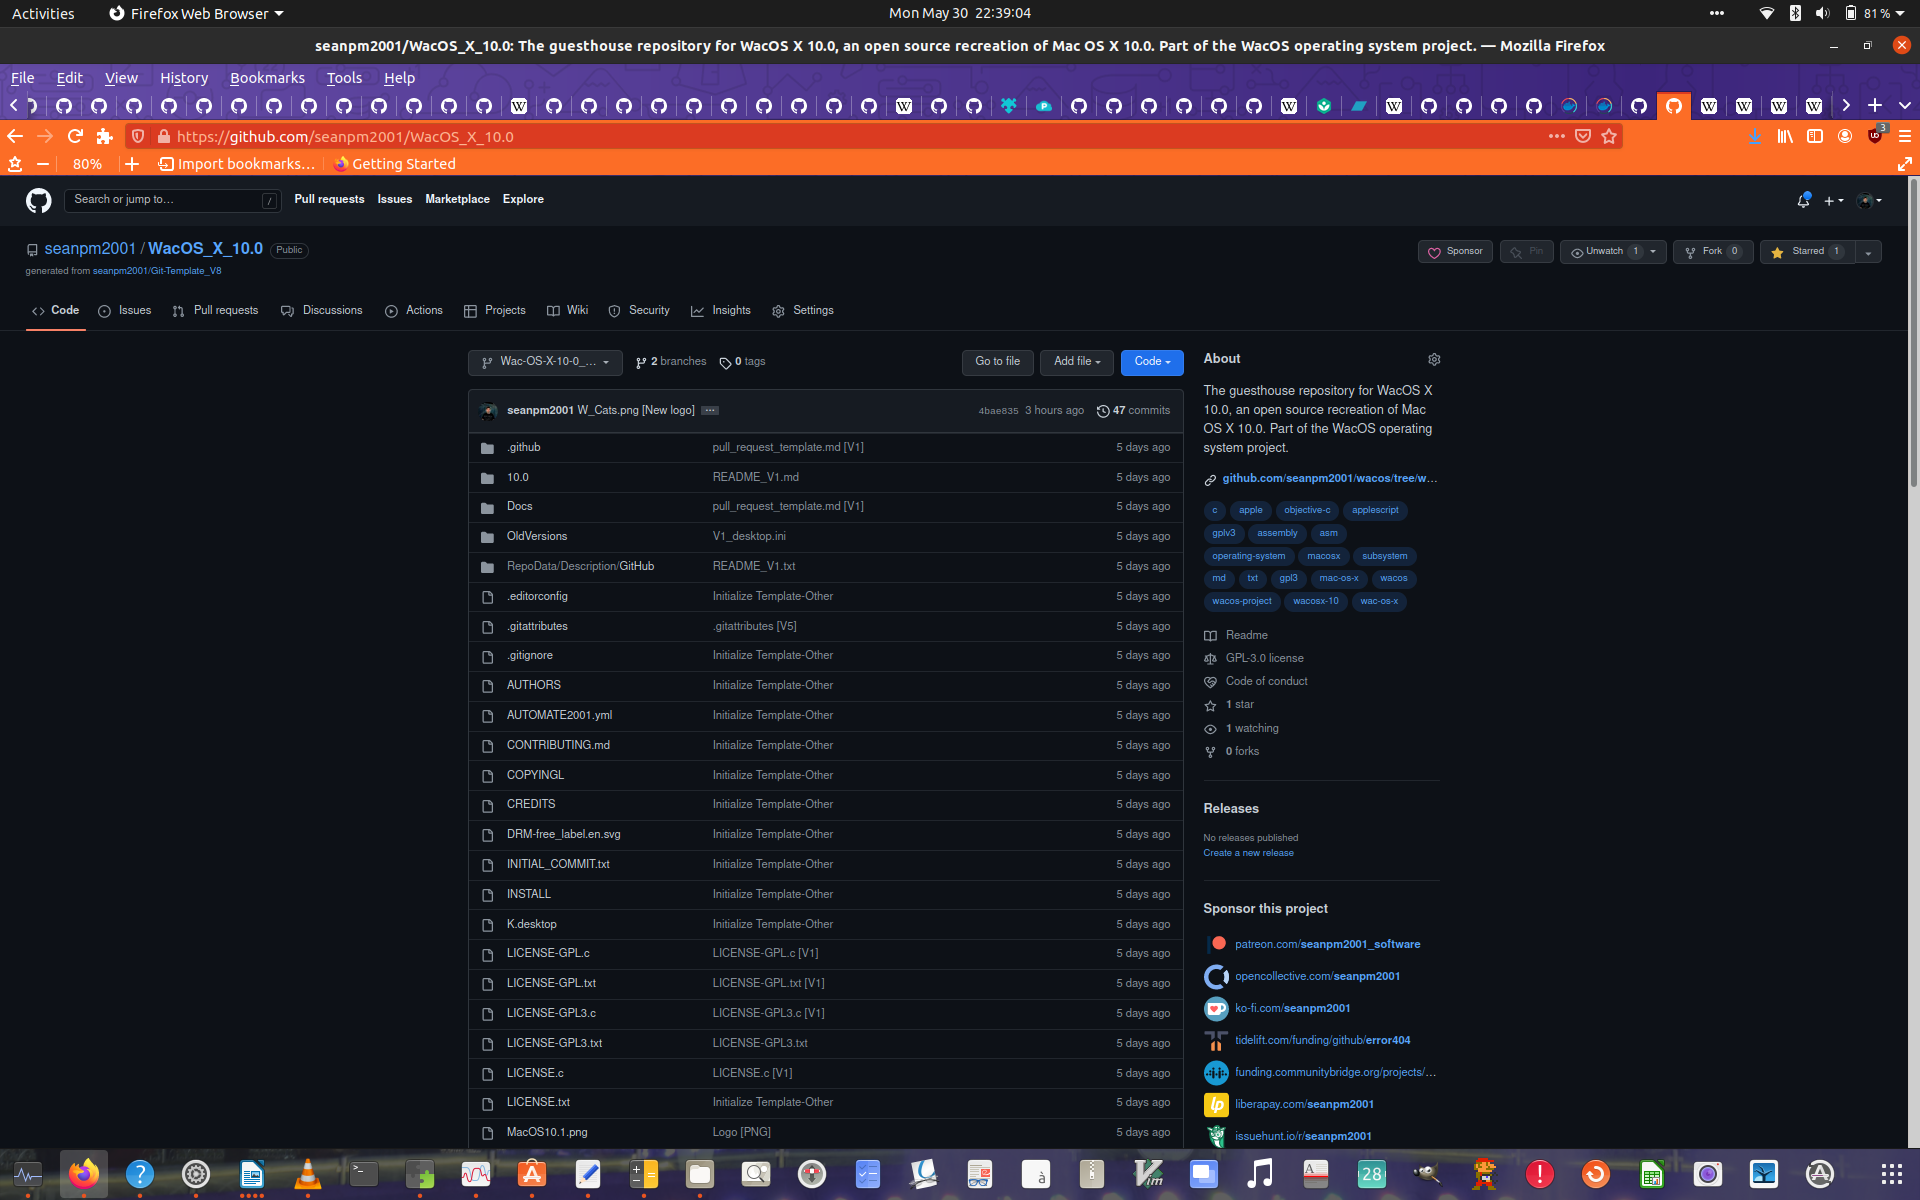 Activities Firefox Web Browser Mon May 30 22:39:04 81 %
seanpm2001/WacOS_X_10.0: The guesthouse repository for WacOS X 10.0, an open source recreation of Mac OS X 10.0. Part of the WacOS operating system project. — Mozilla Firefox
File Edit View History Bookmarks Tools Help
https://github.com/seanpm2001/WacOS_X_10.0 3
80% Import bookmarks... Getting Started
Search or jump to... / Pull requests Issues Marketplace Explore
seanpm2001 / WacOS_X_10.0 Public Sponsor Pin Unwatch 1 Fork 0 Starred 1
generated from seanpm2001/Git-Template_V8
Code Issues Pull requests Discussions Actions Projects Wiki Security Insights Settings
Wac-OS-X-10-0_... 2 branches 0 tags Go to file Add file Code
seanpm2001 W_Cats.png [New logo] 4bae835 3 hours ago 47 commits
.github pull_request_template.md [V1] 5 days ago
10.0 README_V1.md 5 days ago
Docs pull_request_template.md [V1] 5 days ago
OldVersions V1_desktop.ini 5 days ago
RepoData/Description/GitHub README_V1.txt 5 days ago
.editorconfig Initialize Template-Other 5 days ago
.gitattributes .gitattributes [V5] 5 days ago
.gitignore Initialize Template-Other 5 days ago
AUTHORS Initialize Template-Other 5 days ago
AUTOMATE2001.yml Initialize Template-Other 5 days ago
CONTRIBUTING.md Initialize Template-Other 5 days ago
COPYINGL Initialize Template-Other 5 days ago
CREDITS Initialize Template-Other 5 days ago
DRM-free_label.en.svg Initialize Template-Other 5 days ago
INITIAL_COMMIT.txt Initialize Template-Other 5 days ago
INSTALL Initialize Template-Other 5 days ago
K.desktop Initialize Template-Other 5 days ago
LICENSE-GPL.c LICENSE-GPL.c [V1] 5 days ago
LICENSE-GPL.txt LICENSE-GPL.txt [V1] 5 days ago
LICENSE-GPL3.c LICENSE-GPL3.c [V1] 5 days ago
LICENSE-GPL3.txt LICENSE-GPL3.txt 5 days ago
LICENSE.c LICENSE.c [V1] 5 days ago
LICENSE.txt Initialize Template-Other 5 days ago
MacOS10.1.png Logo [PNG] 5 days ago
About
The guesthouse repository for WacOS X
10.0, an open source recreation of Mac
OS X 10.0. Part of the WacOS operating
system project.
github.com/seanpm2001/wacos/tree/w...
c apple objective-c applescript
gplv3 assembly asm
operating-system macosx subsystem
md txt gpl3 mac-os-x wacos
wacos-project wacosx-10 wac-os-x
Readme
GPL-3.0 license
Code of conduct
1 star
1 watching
0 forks
Releases
No releases published
Create a new release
Sponsor this project
patreon.com/seanpm2001_software
opencollective.com/seanpm2001
ko-fi.com/seanpm2001
tidelift.com/funding/github/error404
funding.communitybridge.org/projects/...
liberapay.com/seanpm2001
issuehunt.io/r/seanpm2001
28